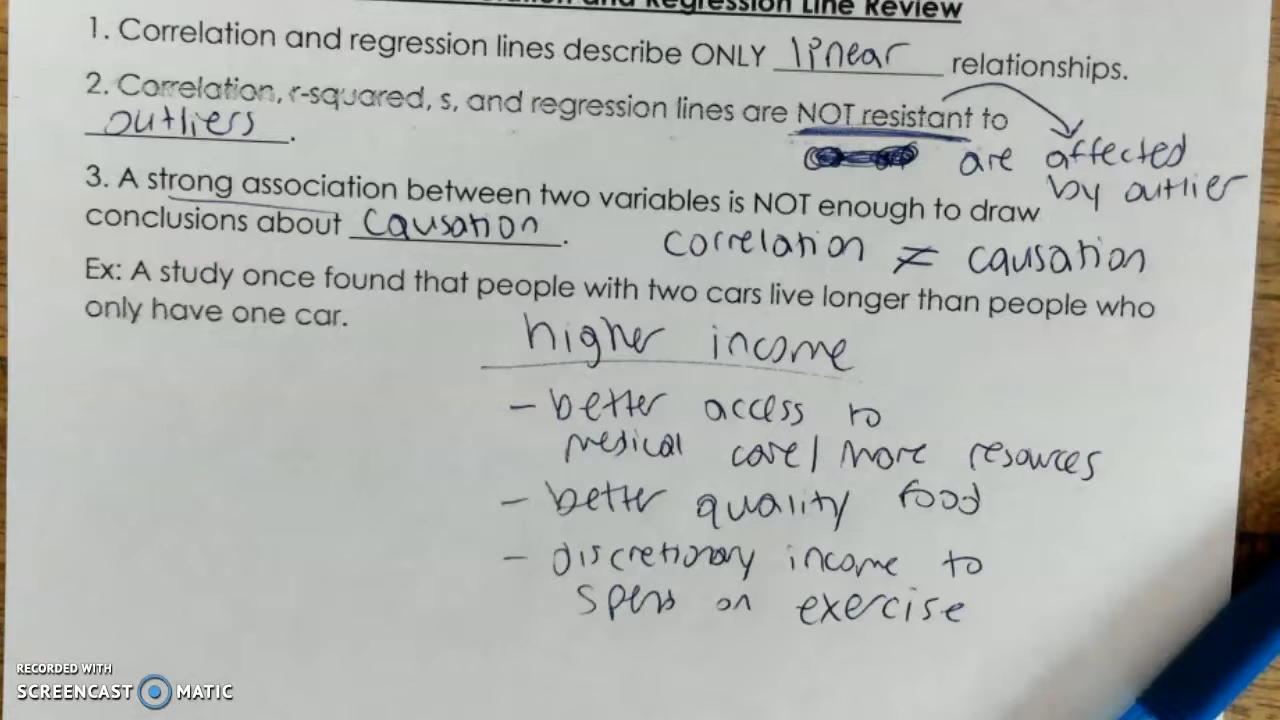 and Regression Line Review
1. Correlation and regression lines describe ONLY linear relationships.
2. Correlation, r-squared, s, and regression lines are NOT resistant to
outliers.
are affected
by outlier
3. A strong association between two variables is NOT enough to draw
conclusions about causation.
correlation ≠ causation
Ex: A study once found that people with two cars live longer than people who
only have one car.
higher income
- better access to
medical care/ more resources
- better quality food
- discretionary income to
spend on exercise
RECORDED WITH
SCREENCAST MATIC